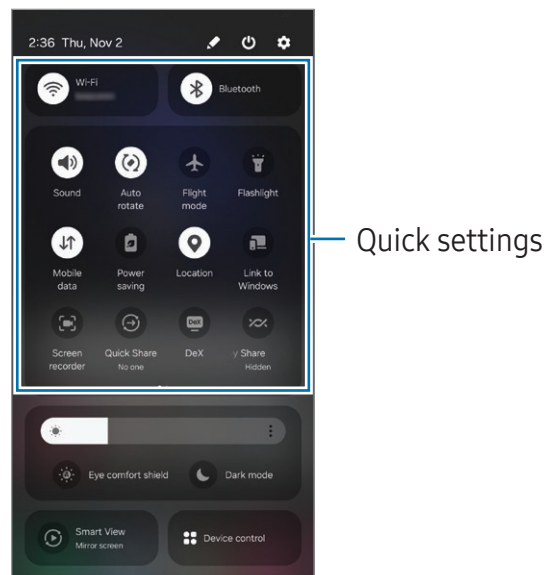 2:36 Thu, Nov 2
Wi-Fi
Bluetooth
Sound
Auto
rotate
Flight
mode
Flashlight
Mobile
data
Power
saving
Location
Link to
Windows
DeX
Screen
recorder
Quick Share
No one
DeX
y Share
Hidden
Eye comfort shield
Dark mode
Smart View
Mirror screen
Device control
Quick settings